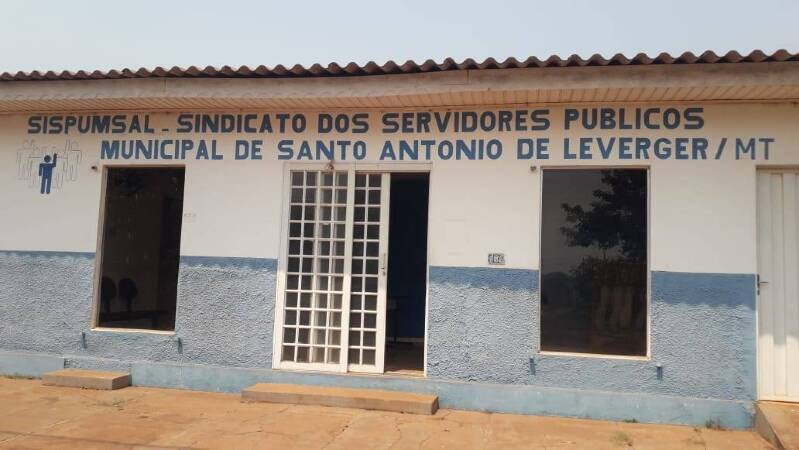 SISPUMSAL - SINDICATO DOS SERVIDORES PUBLICOS
MUNICIPAL DE SANTO ANTONIO DE LEVERGER/MT